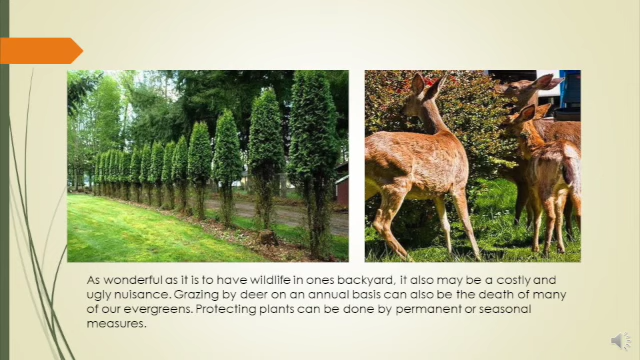 As wonderful as it is to have wildlife in ones backyard, it also may be a costly and
ugly nuisance. Grazing by deer on an annual basis can also be the death of many
of our evergreens. Protecting plants can be done by permanent or seasonal
measures.